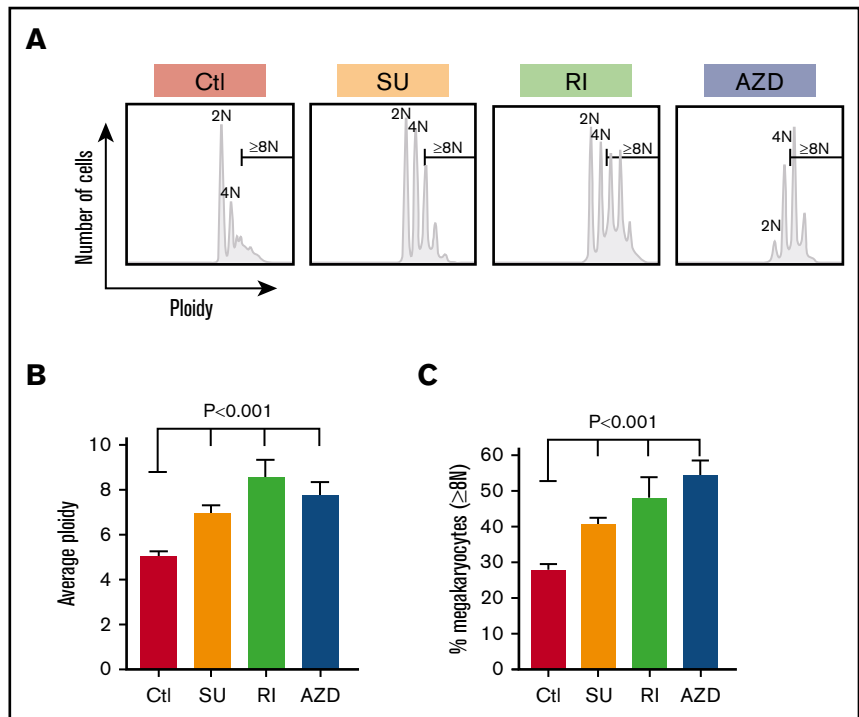 A
Ctl
SU
RI
AZD
Number of cells
Ploidy
2N
4N
≥8N
2N
4N
≥8N
2N
4N
≥8N
2N
4N
≥8N
B
P<0.001
Average ploidy
10
8
6
4
2
0
Ctl
SU
RI
AZD
C
P<0.001
% megakaryocytes (≥8N)
60
50
40
30
20
10
0
Ctl
SU
RI
AZD